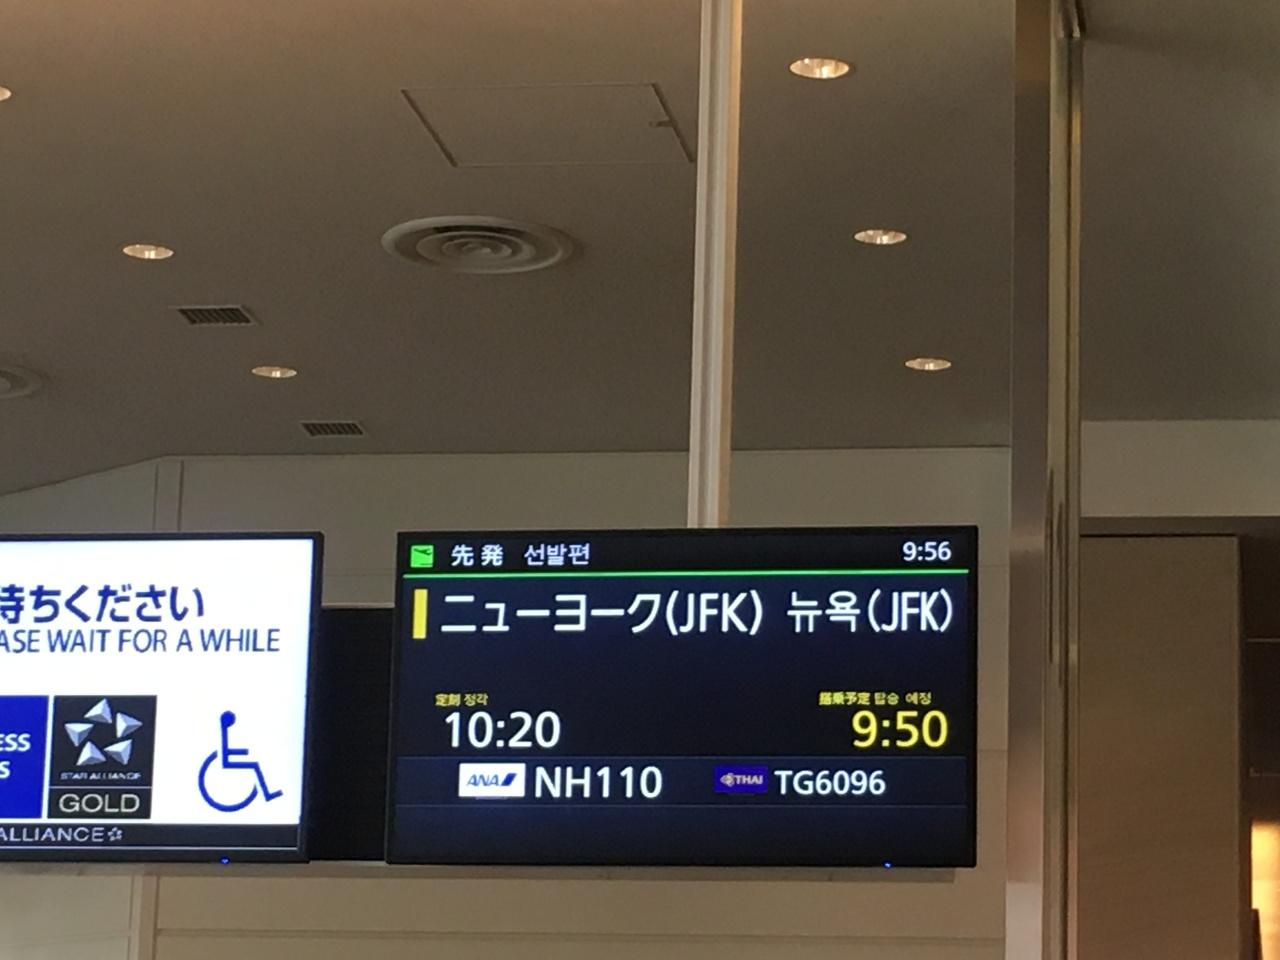 待ちください
ASE WAIT FOR A WHILE
ESS
S
STAR ALLIANCE
GOLD
ALLIANCE
先発 선발편 9:56
ニューヨーク(JFK) 뉴욕(JFK)
定刻 정각 搭乗予定 탑승 예정
10:20 9:50
ANA NH110 THAI TG6096